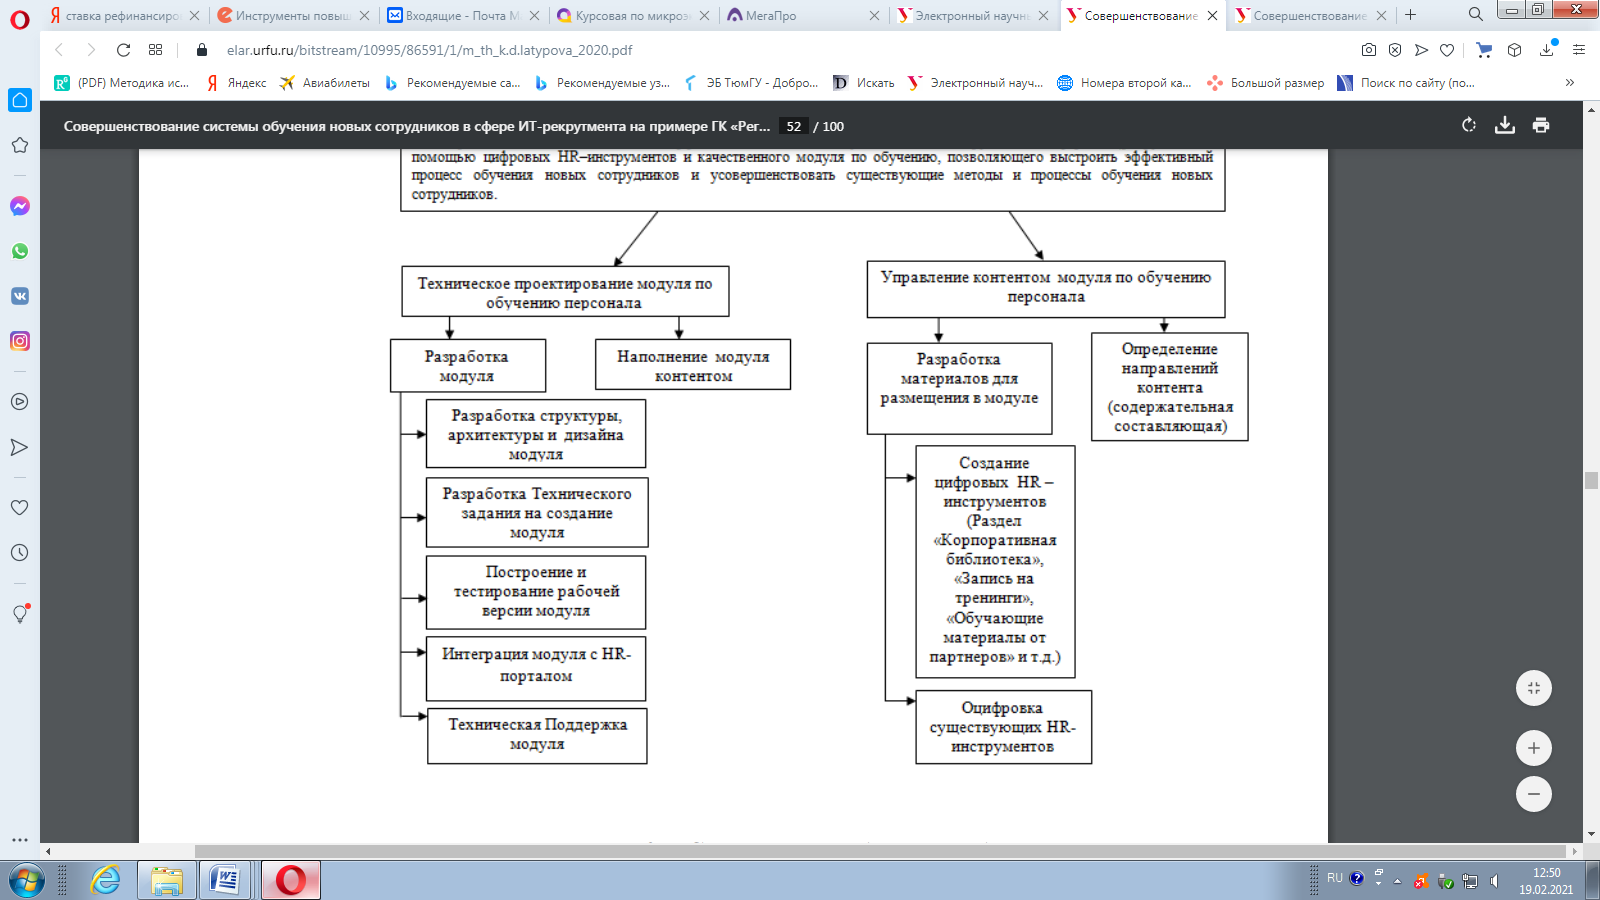 ставка рефинансиро
Инструменты повыш
Входящие - Почта М
Курсовая по микроэ
МегаПро
Электронный научн
Совершенствование
Совершенствование
elar.urfu.ru/bitstream/10995/86591/1/m_th_k.d.latypova_2020.pdf
(PDF) Методика ис...
Яндекс
Авиабилеты
Рекомендуемые са...
Рекомендуемые уз...
ЭБ ТюмГУ - Добро...
Искать
Электронный науч...
Номера второй ка...
Большой размер
Поиск по сайту (по...
Совершенствование системы обучения новых сотрудников в сфере ИТ-рекрутмента на примере ГК «Рег...
52 / 100
помощью цифровых HR–инструментов и качественного модуля по обучению, позволяющего выстроить эффективный
процесс обучения новых сотрудников и усовершенствовать существующие методы и процессы обучения новых
сотрудников.
Техническое проектирование модуля по
обучению персонала
Управление контентом модуля по обучению
персонала
Разработка
модуля
Наполнение модуля
контентом
Разработка
материалов для
размещения в модуле
Определение
направлений
контента
(содержательная
составляющая)
Разработка структуры,
архитектуры и дизайна
модуля
Разработка Технического
задания на создание
модуля
Построение и
тестирование рабочей
версии модуля
Интеграция модуля с HR-
порталом
Техническая Поддержка
модуля
Создание
цифровых HR –
инструментов
(Раздел
«Корпоративная
библиотека»,
«Запись на
тренинги»,
«Обучающие
материалы от
партнеров» и т.д.)
Оцифровка
существующих HR-
инструментов
RU
12:50
19.02.2021